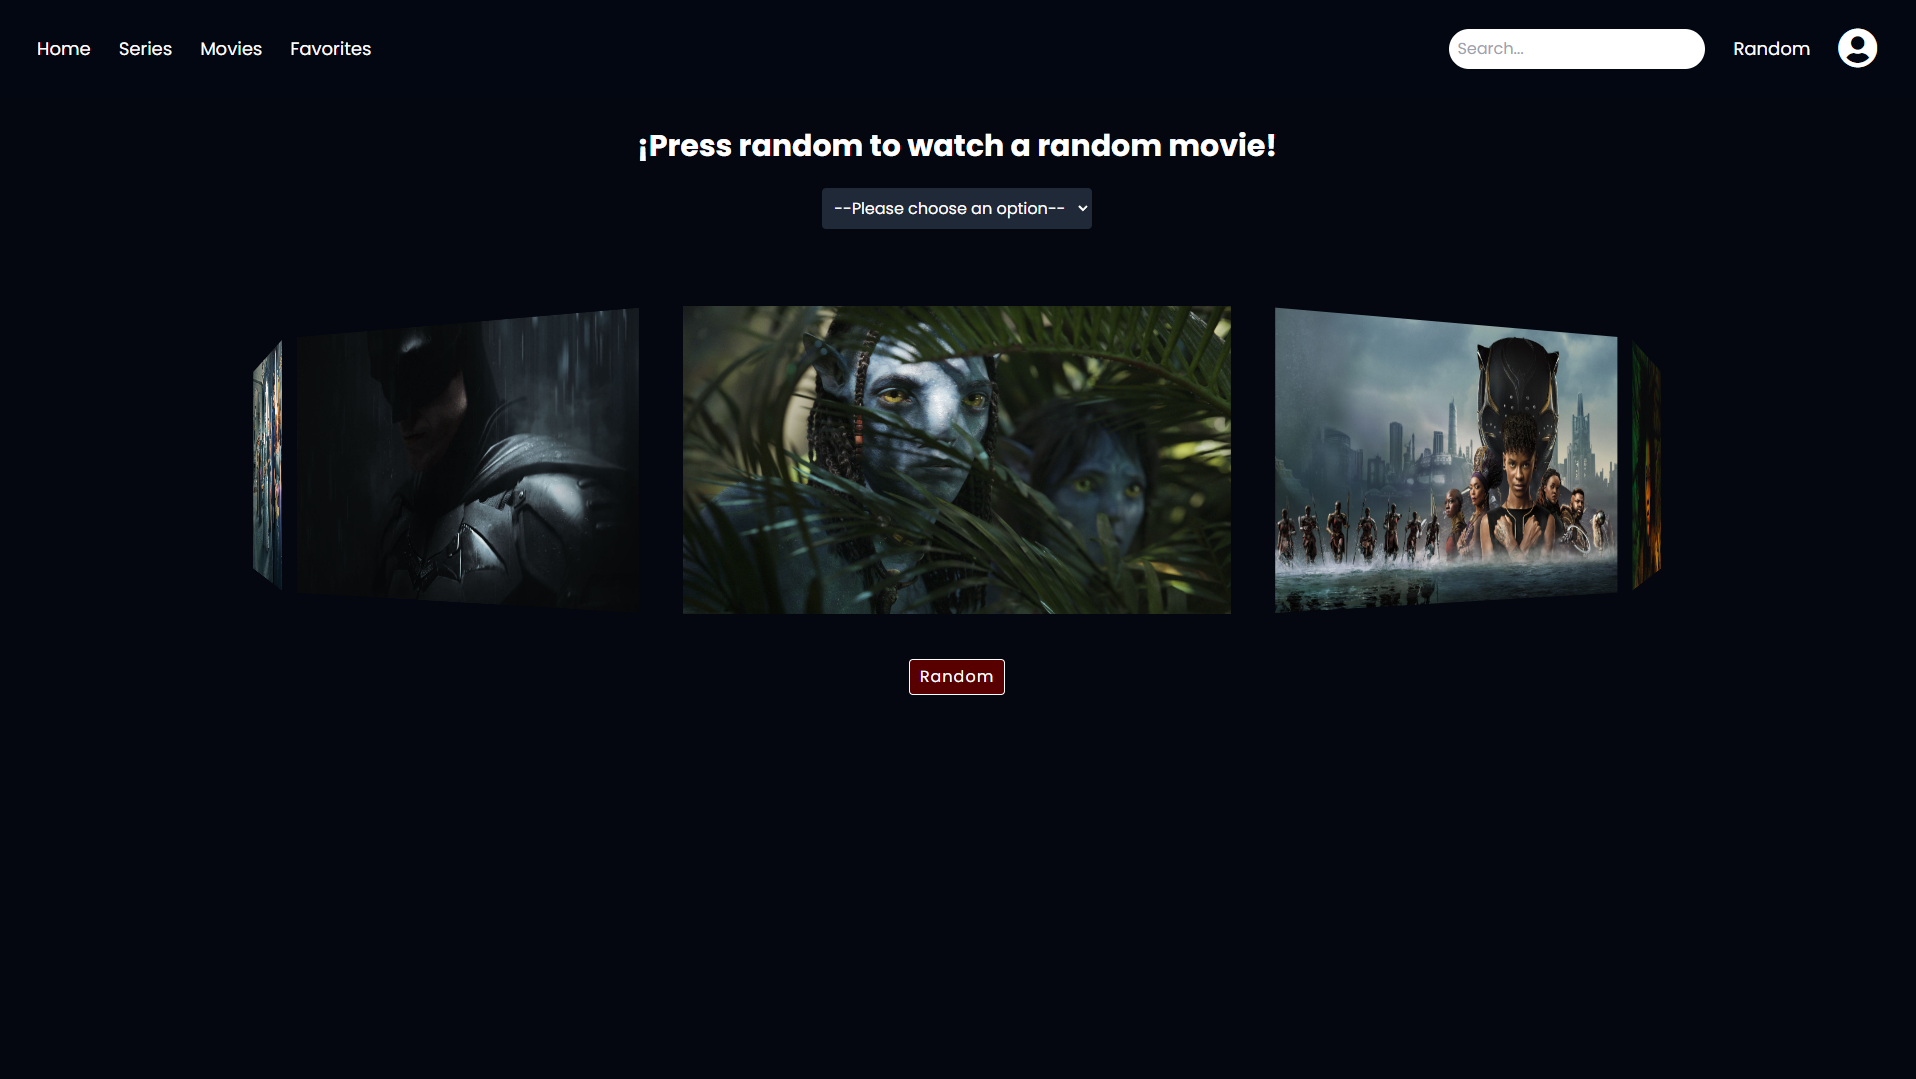 Home Series Movies Favorites Search... Random
¡Press random to watch a random movie!
--Please choose an option--
Random